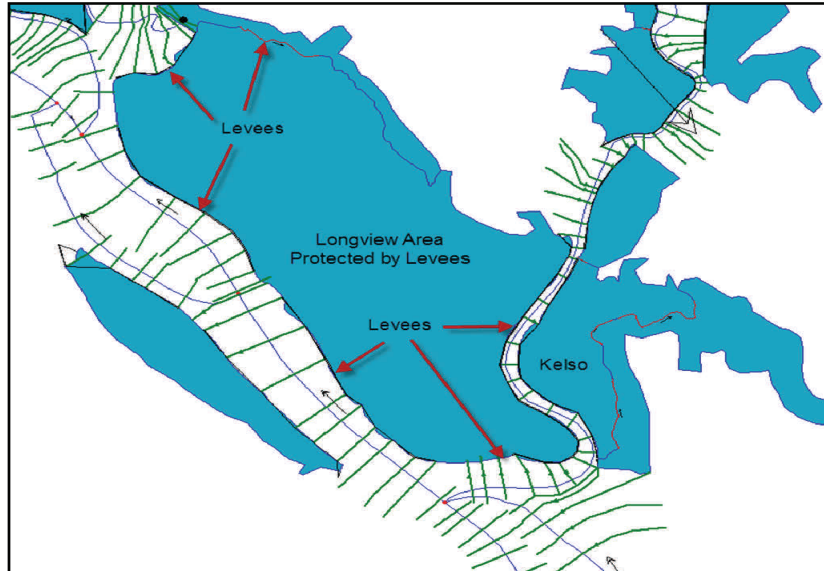 Levees
Longview Area
Protected by Levees
Levees
Kelso